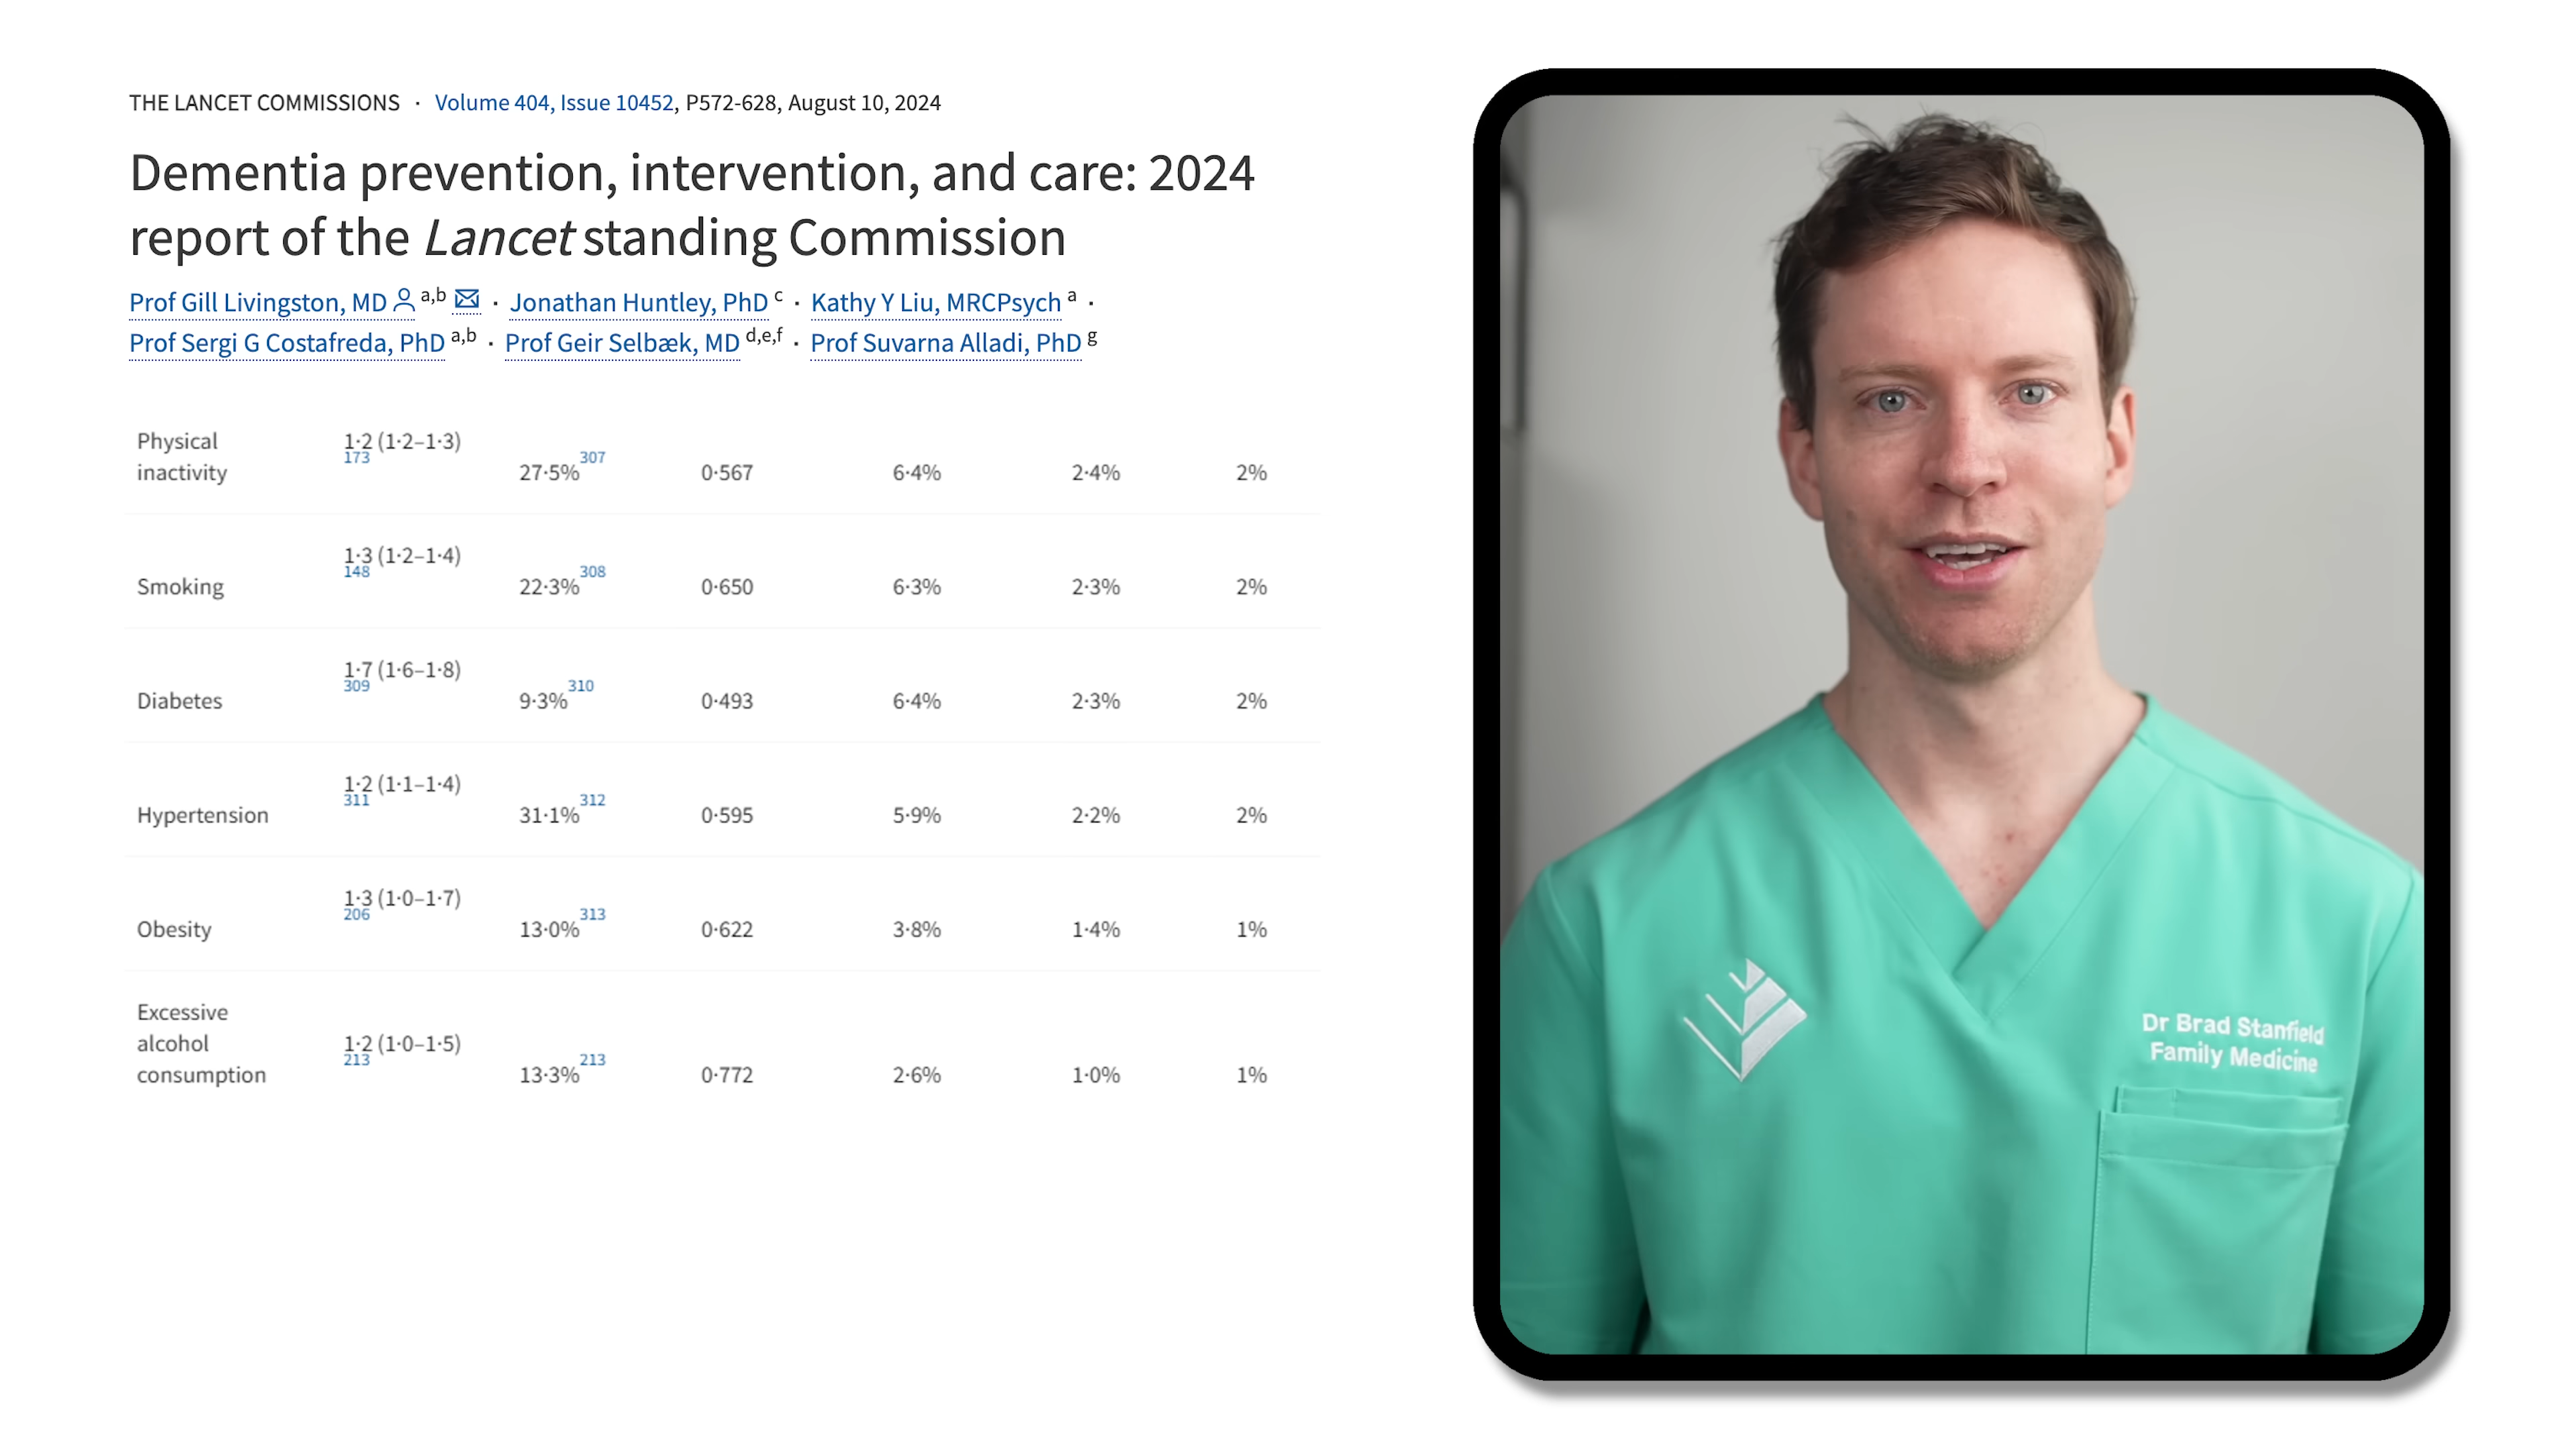 THE LANCET COMMISSIONS · Volume 404, Issue 10452, P572-628, August 10, 2024
Dementia prevention, intervention, and care: 2024
report of the Lancet standing Commission
Prof Gill Livingston, MD a,b · Jonathan Huntley, PhD c · Kathy Y Liu, MRCPsych a ·
Prof Sergi G Costafreda, PhD a,b · Prof Geir Selbæk, MD d,e,f · Prof Suvarna Alladi, PhD g
Physical inactivity 1·2 (1·2–1·3) 173 27·5% 307 0·567 6·4% 2·4% 2%
Smoking 1·3 (1·2–1·4) 148 22·3% 308 0·650 6·3% 2·3% 2%
Diabetes 1·7 (1·6–1·8) 309 9·3% 310 0·493 6·4% 2·3% 2%
Hypertension 1·2 (1·1–1·4) 311 31·1% 312 0·595 5·9% 2·2% 2%
Obesity 1·3 (1·0–1·7) 206 13·0% 313 0·622 3·8% 1·4% 1%
Excessive alcohol consumption 1·2 (1·0–1·5) 213 13·3% 213 0·772 2·6% 1·0% 1%
Dr Brad Stanfield
Family Medicine